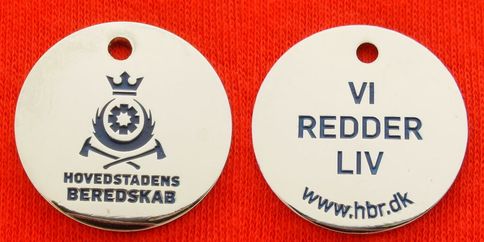 HOVEDSTADENS
BEREDSKAB
VI
REDDER
LIV
www.hbr.dk